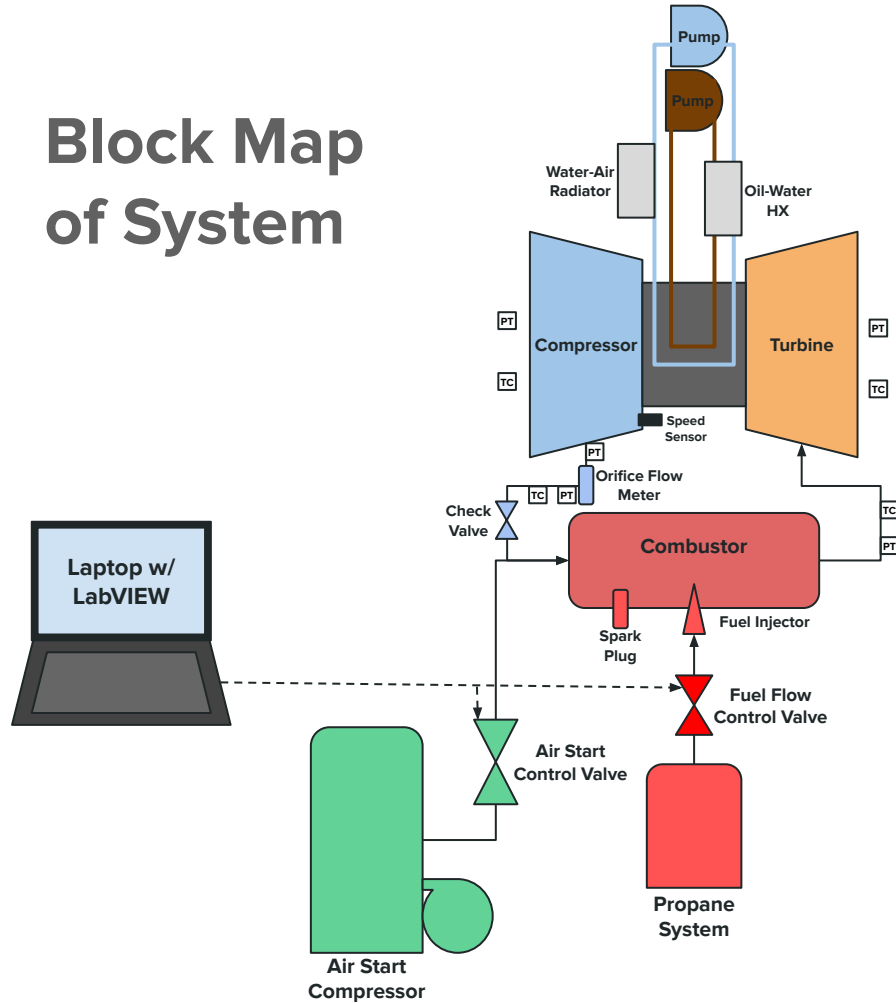 Block Map
of System
Pump
Pump
Water-Air
Radiator
Oil-Water
HX
PT
TC
Compressor
Turbine
PT
TC
Speed
Sensor
PT
Orifice Flow
Meter
TC
PT
Check
Valve
TC
PT
Combustor
Laptop w/
LabVIEW
Spark
Plug
Fuel Injector
Fuel Flow
Control Valve
Air Start
Control Valve
Propane
System
Air Start
Compressor